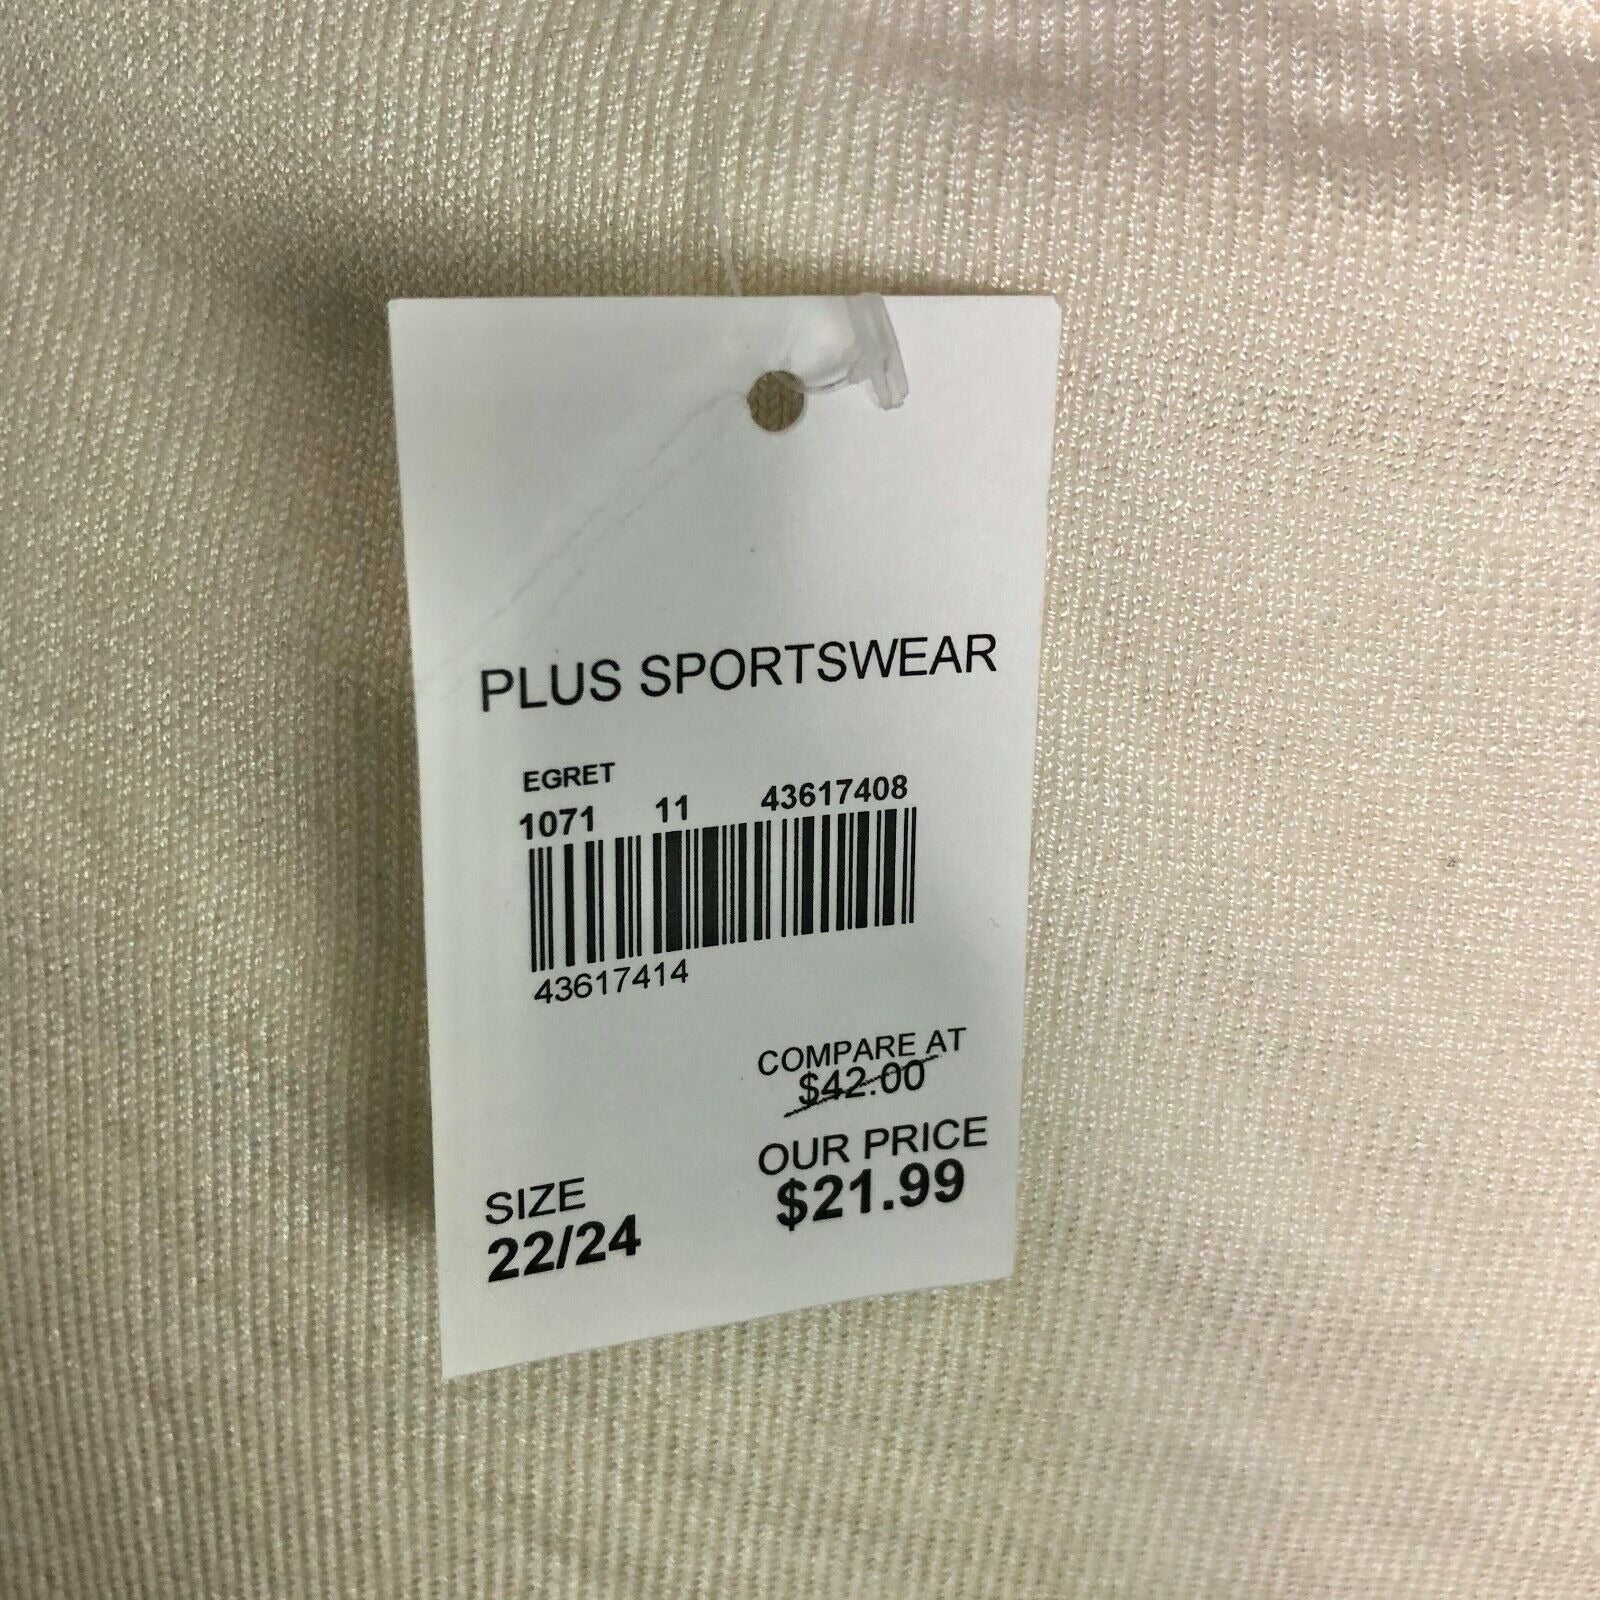 PLUS SPORTSWEAR
EGRET
1071 11 43617408
43617414
COMPARE AT
$42.00
OUR PRICE
$21.99
SIZE
22/24